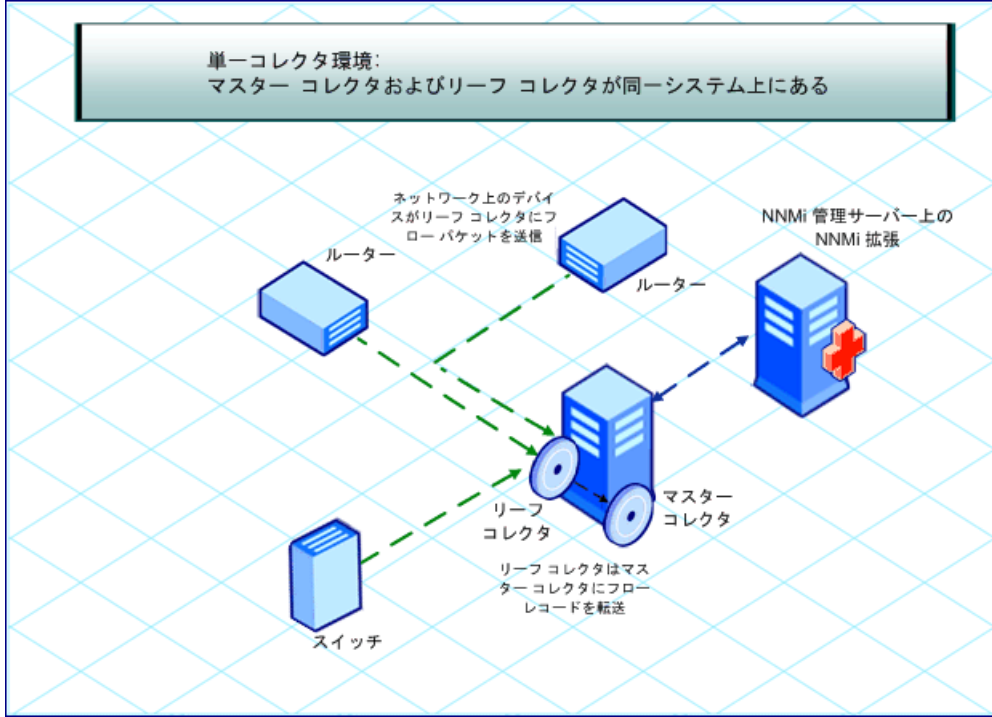 単一コレクタ環境:
マスター コレクタおよびリーフ コレクタが同一システム上にある
ネットワーク上のデバイ
スがリーフ コレクタにフ
ロー パケットを送信
ルーター
ルーター
NNMi 管理サーバー上の
NNMi 拡張
リーフ
コレクタ
マスター
コレクタ
リーフ コレクタはマス
ター コレクタにフロー
レコードを転送
スイッチ